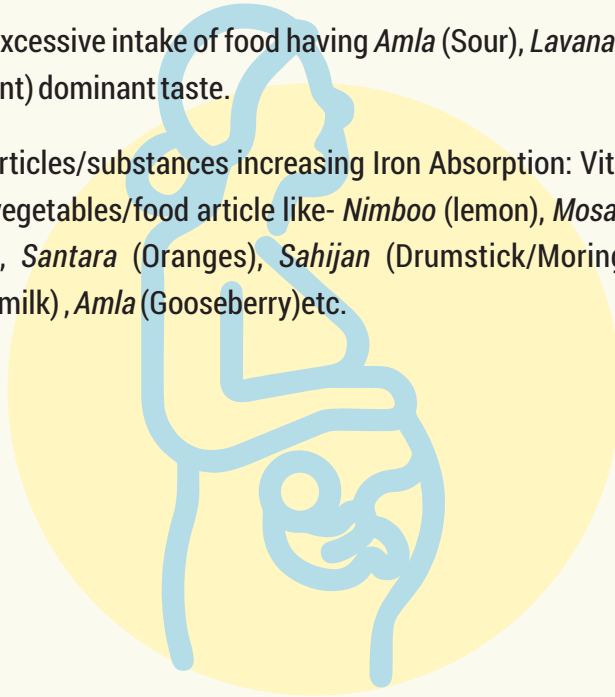 xcessive intake of food having Amla (Sour), Lavana
nt) dominant taste.
rticles/substances increasing Iron Absorption: Vit
vegetables/food article like- Nimboo (lemon), Mosa
, Santara (Oranges), Sahijan (Drumstick/Moring
milk) , Amla (Gooseberry)etc.